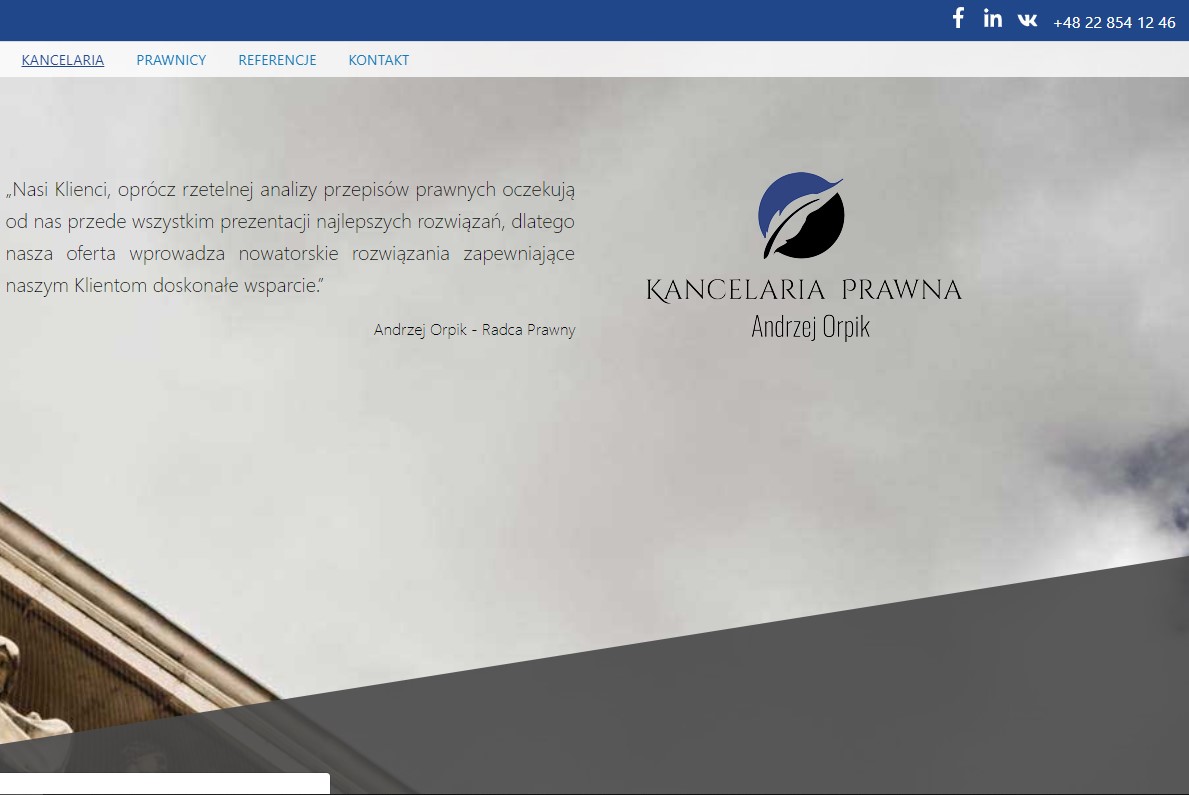 +48 22 854 12 46
KANCELARIA PRAWNICY REFERENCJE KONTAKT
„Nasi Klienci, oprócz rzetelnej analizy przepisów prawnych oczekują
od nas przede wszystkim prezentacji najlepszych rozwiązań, dlatego
nasza oferta wprowadza nowatorskie rozwiązania zapewniające
naszym Klientom doskonałe wsparcie.”
Andrzej Orpik - Radca Prawny
KANCELARIA PRAWNA
Andrzej Orpik